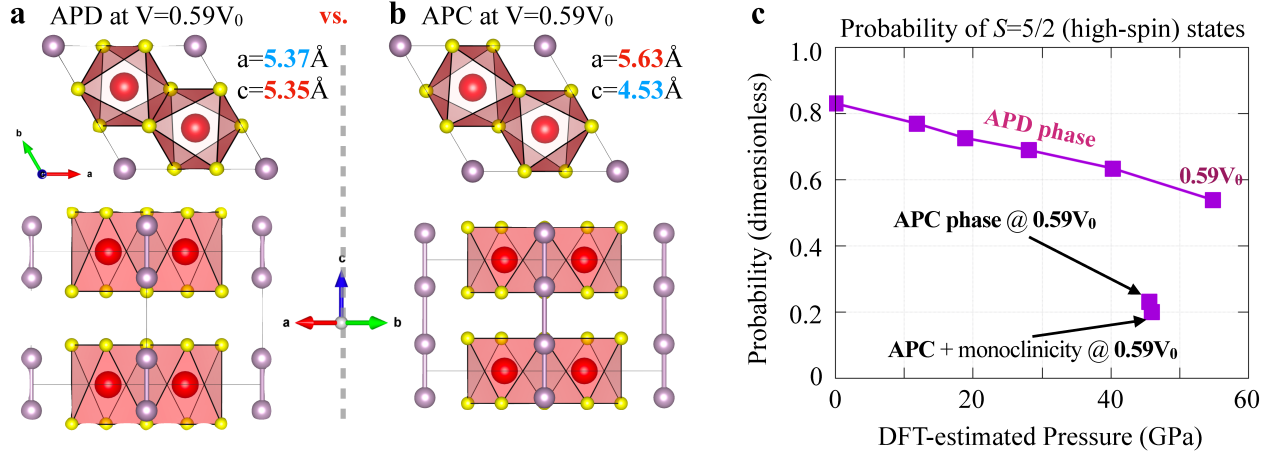 a
APD at V=0.59V₀
vs.
b
APC at V=0.59V₀
a=5.37Å
c=5.35Å
a=5.63Å
c=4.53Å
b
a
c
a
b
c
Probability of S=5/2 (high-spin) states
Probability (dimensionless)
1.0
0.8
0.6
0.4
0.2
0
APD phase
0.59V₀
APC phase @ 0.59V₀
APC + monoclinicity @ 0.59V₀
0
20
40
60
DFT-estimated Pressure (GPa)